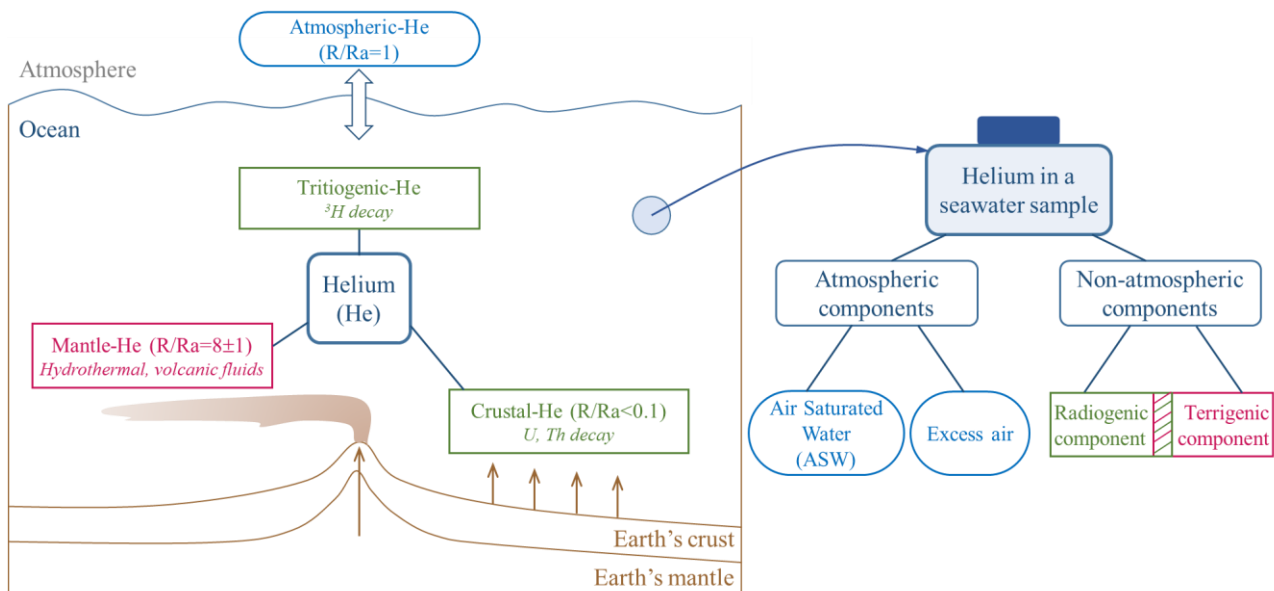 Atmospheric-He
(R/Ra=1)
Atmosphere
Ocean
Tritiogenic-He
³H decay
Helium
(He)
Mantle-He (R/Ra=8±1)
Hydrothermal, volcanic fluids
Crustal-He (R/Ra<0.1)
U, Th decay
Earth's crust
Earth's mantle
Helium in a
seawater sample
Atmospheric
components
Non-atmospheric
components
Air Saturated
Water
(ASW)
Excess air
Radiogenic
component
Terrigenic
component